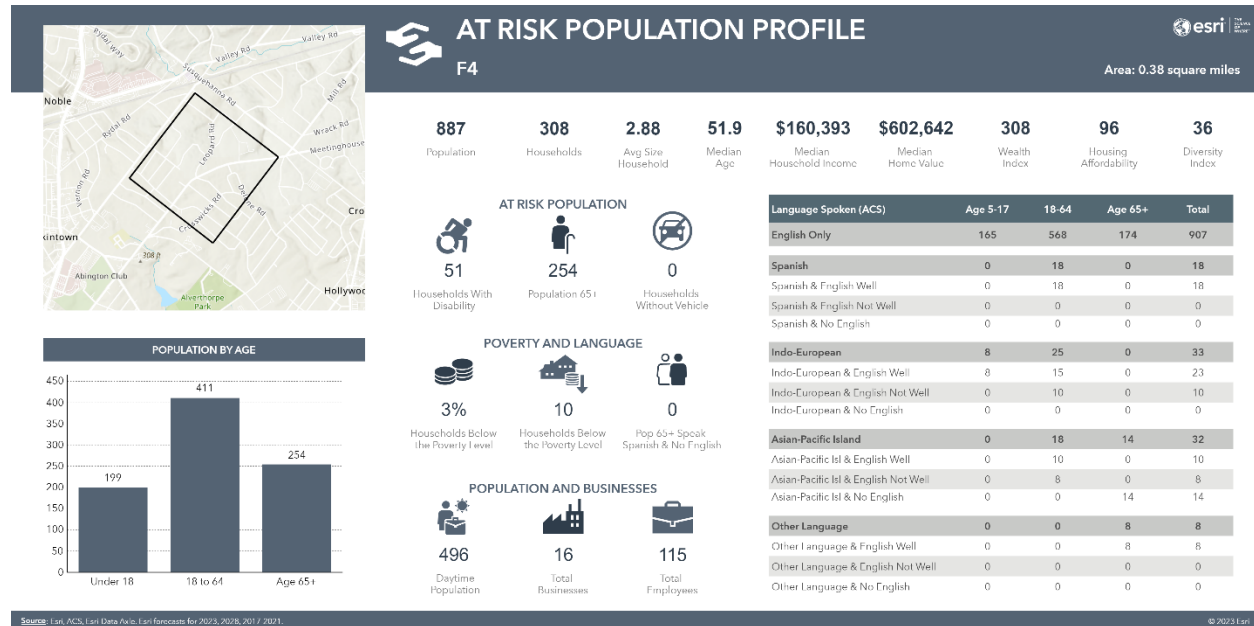 AT RISK POPULATION PROFILE
F4
esri
THE SCIENCE OF WHERE
Area: 0.38 square miles
Rydal Way
Valley Rd
Valley Rd
Susquehanna Rd
Mill Rd
Noble
Rydal Rd
Leopard Rd
Wrack Rd
Meetinghouse
Vernon Rd
Crosswicks Rd
Deane Rd
Cro
kintown
308 ft
Abington Club
Alverthorpe
Park
Hollywoo
887
Population
308
Households
2.88
Avg Size
Household
51.9
Median
Age
$160,393
Median
Household Income
$602,642
Median
Home Value
308
Wealth
Index
96
Housing
Affordability
36
Diversity
Index
AT RISK POPULATION
51
Households With
Disability
254
Population 65+
0
Households
Without Vehicle
POVERTY AND LANGUAGE
3%
Households Below
the Poverty Level
10
Households Below
the Poverty Level
0
Pop 65+ Speak
Spanish & No English
POPULATION AND BUSINESSES
496
Daytime
Population
16
Total
Businesses
115
Total
Employees
POPULATION BY AGE
450
400
350
300
250
200
150
100
50
0
199
411
254
Under 18
18 to 64
Age 65+
Language Spoken (ACS) Age 5-17 18-64 Age 65+ Total
English Only 165 568 174 907
Spanish 0 18 0 18
Spanish & English Well 0 18 0 18
Spanish & English Not Well 0 0 0 0
Spanish & No English 0 0 0 0
Indo-European 8 25 0 33
Indo-European & English Well 8 15 0 23
Indo-European & English Not Well 0 10 0 10
Indo-European & No English 0 0 0 0
Asian-Pacific Island 0 18 14 32
Asian-Pacific Isl & English Well 0 10 0 10
Asian-Pacific Isl & English Not Well 0 8 0 8
Asian-Pacific Isl & No English 0 0 14 14
Other Language 0 0 8 8
Other Language & English Well 0 0 8 8
Other Language & English Not Well 0 0 0 0
Other Language & No English 0 0 0 0
Source: Esri, ACS, Esri-Data Axle. Esri forecasts for 2023, 2028, 2017-2021.
© 2023 Esri